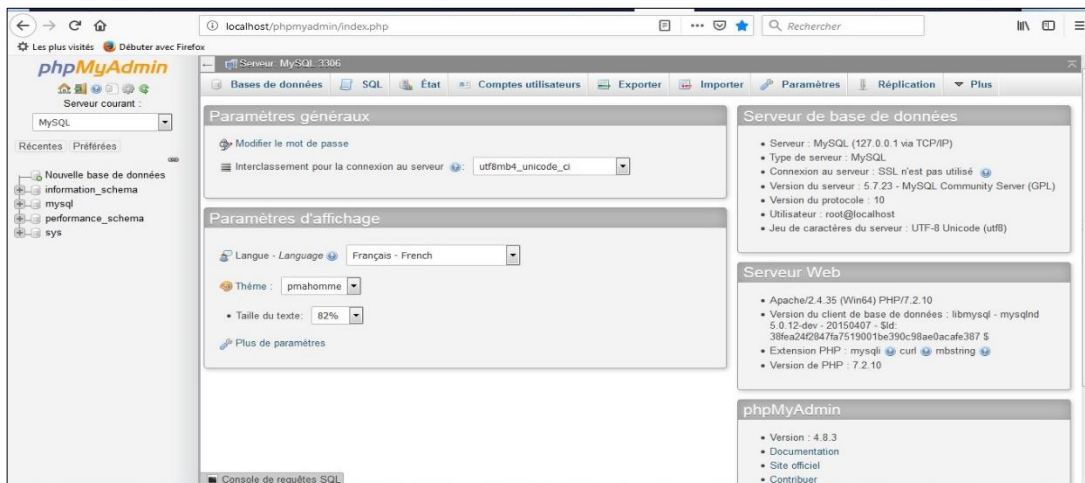 localhost/phpmyadmin/index.php
Rechercher
Les plus visités Débuter avec Firefox
phpMyAdmin
Serveur courant :
MySQL
Récentes Préférées
Nouvelle base de données
information_schema
mysql
performance_schema
sys
Serveur: MySQL:3306
Bases de données SQL État Comptes utilisateurs Exporter Importer Paramètres Réplication Plus
Paramètres généraux
Modifier le mot de passe
Interclassement pour la connexion au serveur : utf8mb4_unicode_ci
Paramètres d'affichage
Langue - Language Français - French
Thème : pmahomme
Taille du texte: 82%
Plus de paramètres
Serveur de base de données
• Serveur : MySQL (127.0.0.1 via TCP/IP)
• Type de serveur : MySQL
• Connexion au serveur : SSL n'est pas utilisé
• Version du serveur : 5.7.23 - MySQL Community Server (GPL)
• Version du protocole : 10
• Utilisateur : root@localhost
• Jeu de caractères du serveur : UTF-8 Unicode (utf8)
Serveur Web
• Apache/2.4.35 (Win64) PHP/7.2.10
• Version du client de base de données : libmysql - mysqlnd
5.0.12-dev - 20150407 - $Id:
38fea24f2847fa7519001be390c98ae0acafe387 $
• Extension PHP : mysqli curl mbstring
• Version de PHP : 7.2.10
phpMyAdmin
• Version : 4.8.3
• Documentation
• Site officiel
• Contribuer
Console de requêtes SQL